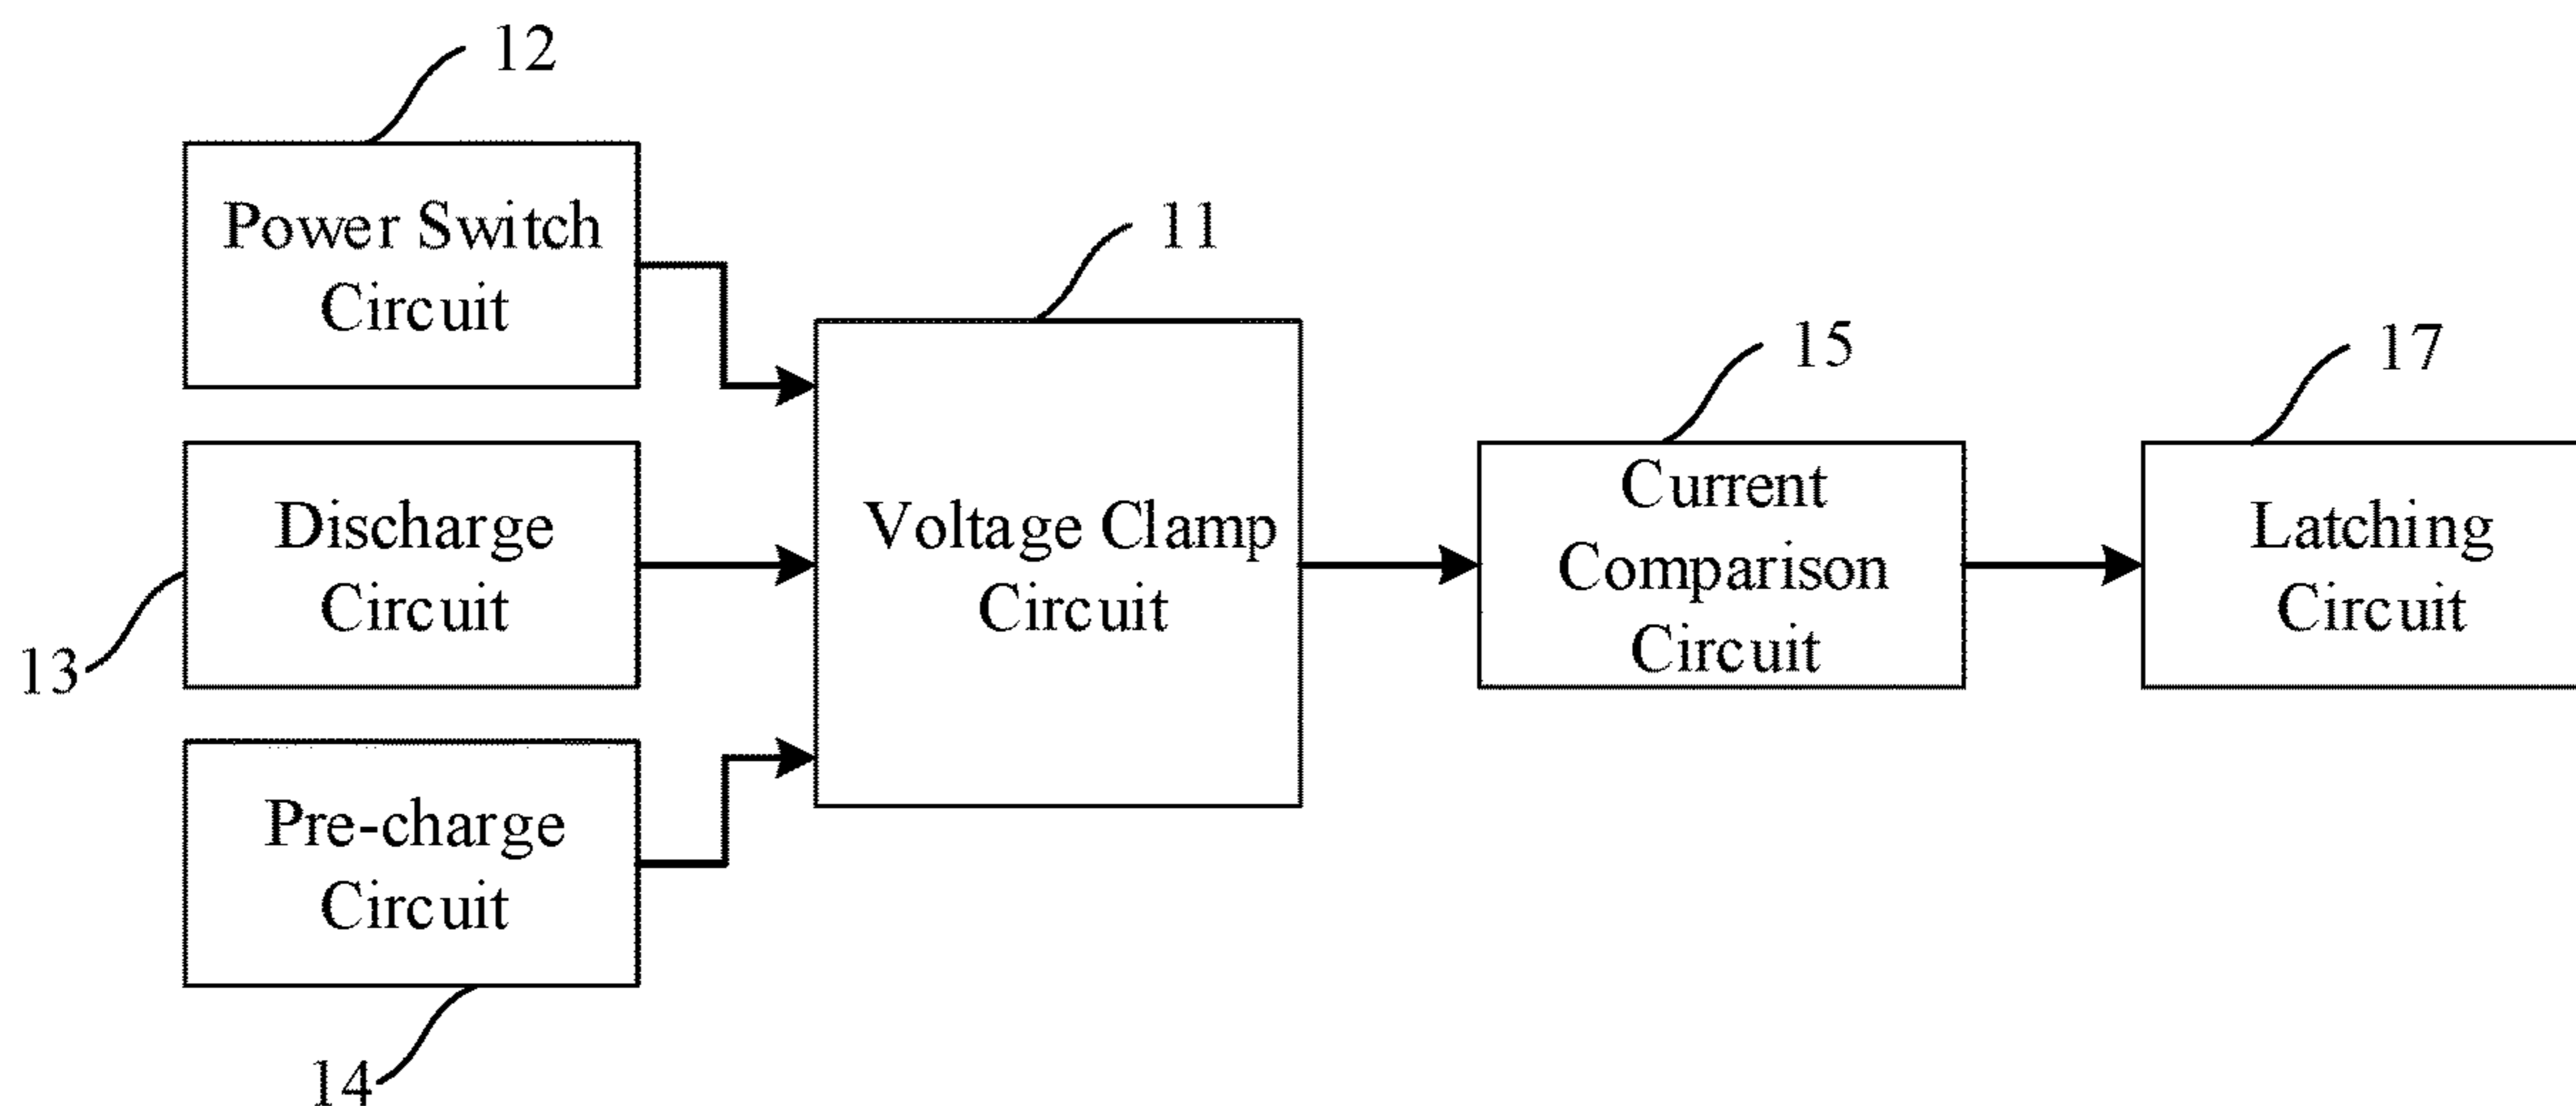 12
Power Switch
Circuit
11
Voltage Clamp
Circuit
15
Current
Comparison
Circuit
17
Latching
Circuit
Discharge
Circuit
13
Pre-charge
Circuit
14